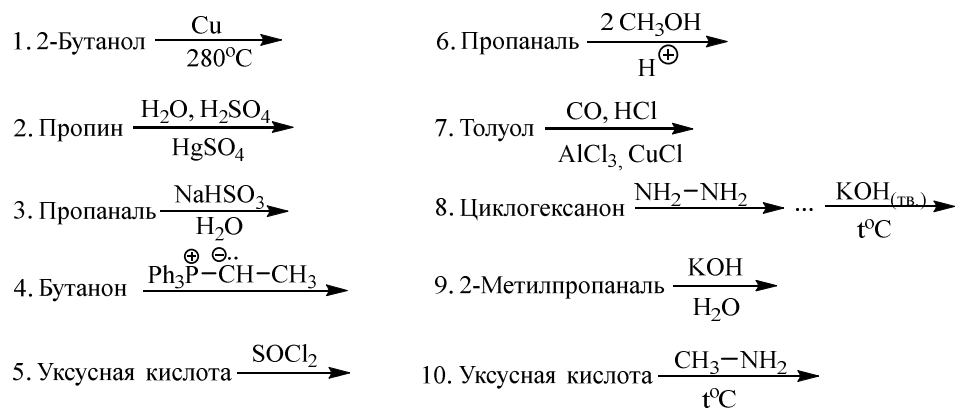 1. 2-Бутанол Cu 280°C
2. Пропин H₂O, H₂SO₄ HgSO₄
3. Пропаналь NaHSO₃ H₂O
4. Бутанон Ph₃P⊕–⊖CH–CH₃
5. Уксусная кислота SOCl₂
6. Пропаналь 2 CH₃OH H⊕
7. Толуол CO, HCl AlCl₃, CuCl
8. Циклогексанон NH₂–NH₂ ... KOH(тв.) t°C
9. 2-Метилпропаналь KOH H₂O
10. Уксусная кислота CH₃–NH₂ t°C